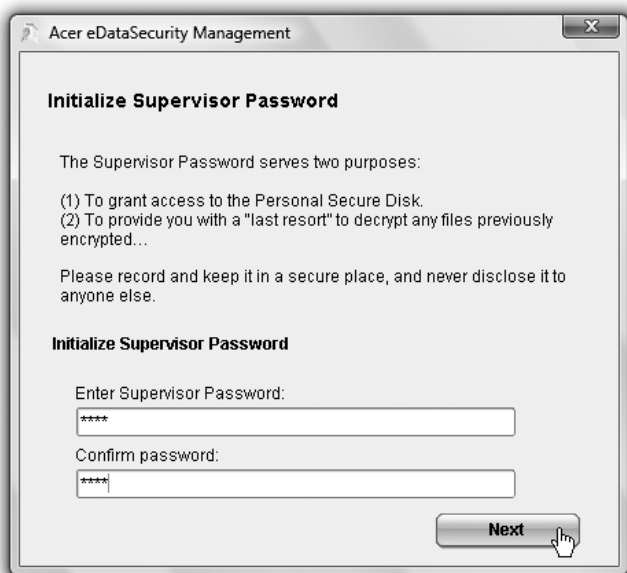 Acer eDataSecurity Management
X
Initialize Supervisor Password
The Supervisor Password serves two purposes:
(1) To grant access to the Personal Secure Disk.
(2) To provide you with a "last resort" to decrypt any files previously
encrypted...
Please record and keep it in a secure place, and never disclose it to
anyone else.
Initialize Supervisor Password
Enter Supervisor Password:
****
Confirm password:
****
Next